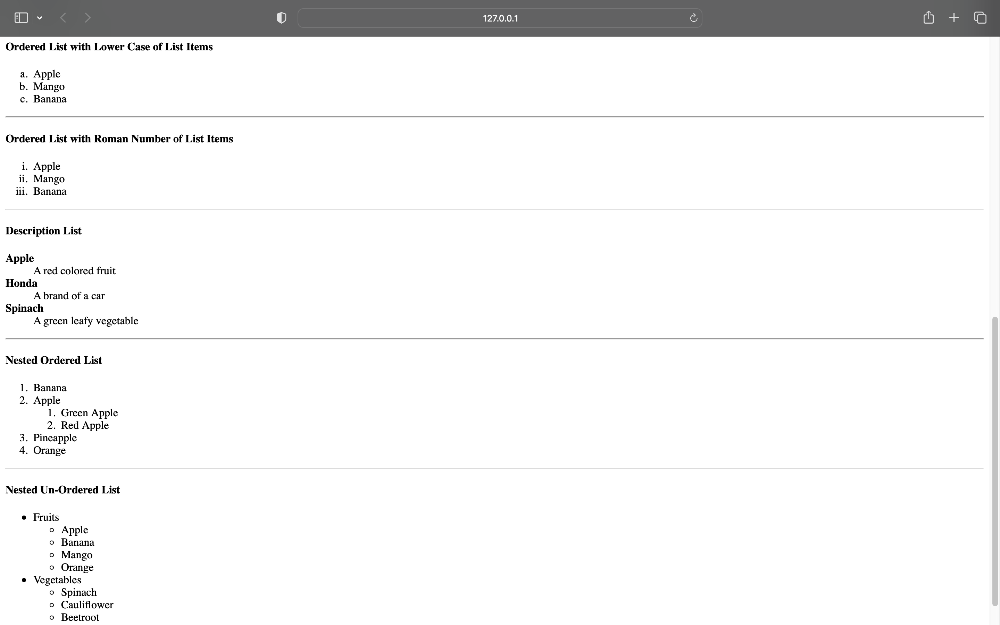 127.0.0.1
Ordered List with Lower Case of List Items
a. Apple
b. Mango
c. Banana
Ordered List with Roman Number of List Items
i. Apple
ii. Mango
iii. Banana
Description List
Apple
A red colored fruit
Honda
A brand of a car
Spinach
A green leafy vegetable
Nested Ordered List
1. Banana
2. Apple
1. Green Apple
2. Red Apple
3. Pineapple
4. Orange
Nested Un-Ordered List
Fruits
Apple
Banana
Mango
Orange
Vegetables
Spinach
Cauliflower
Beetroot